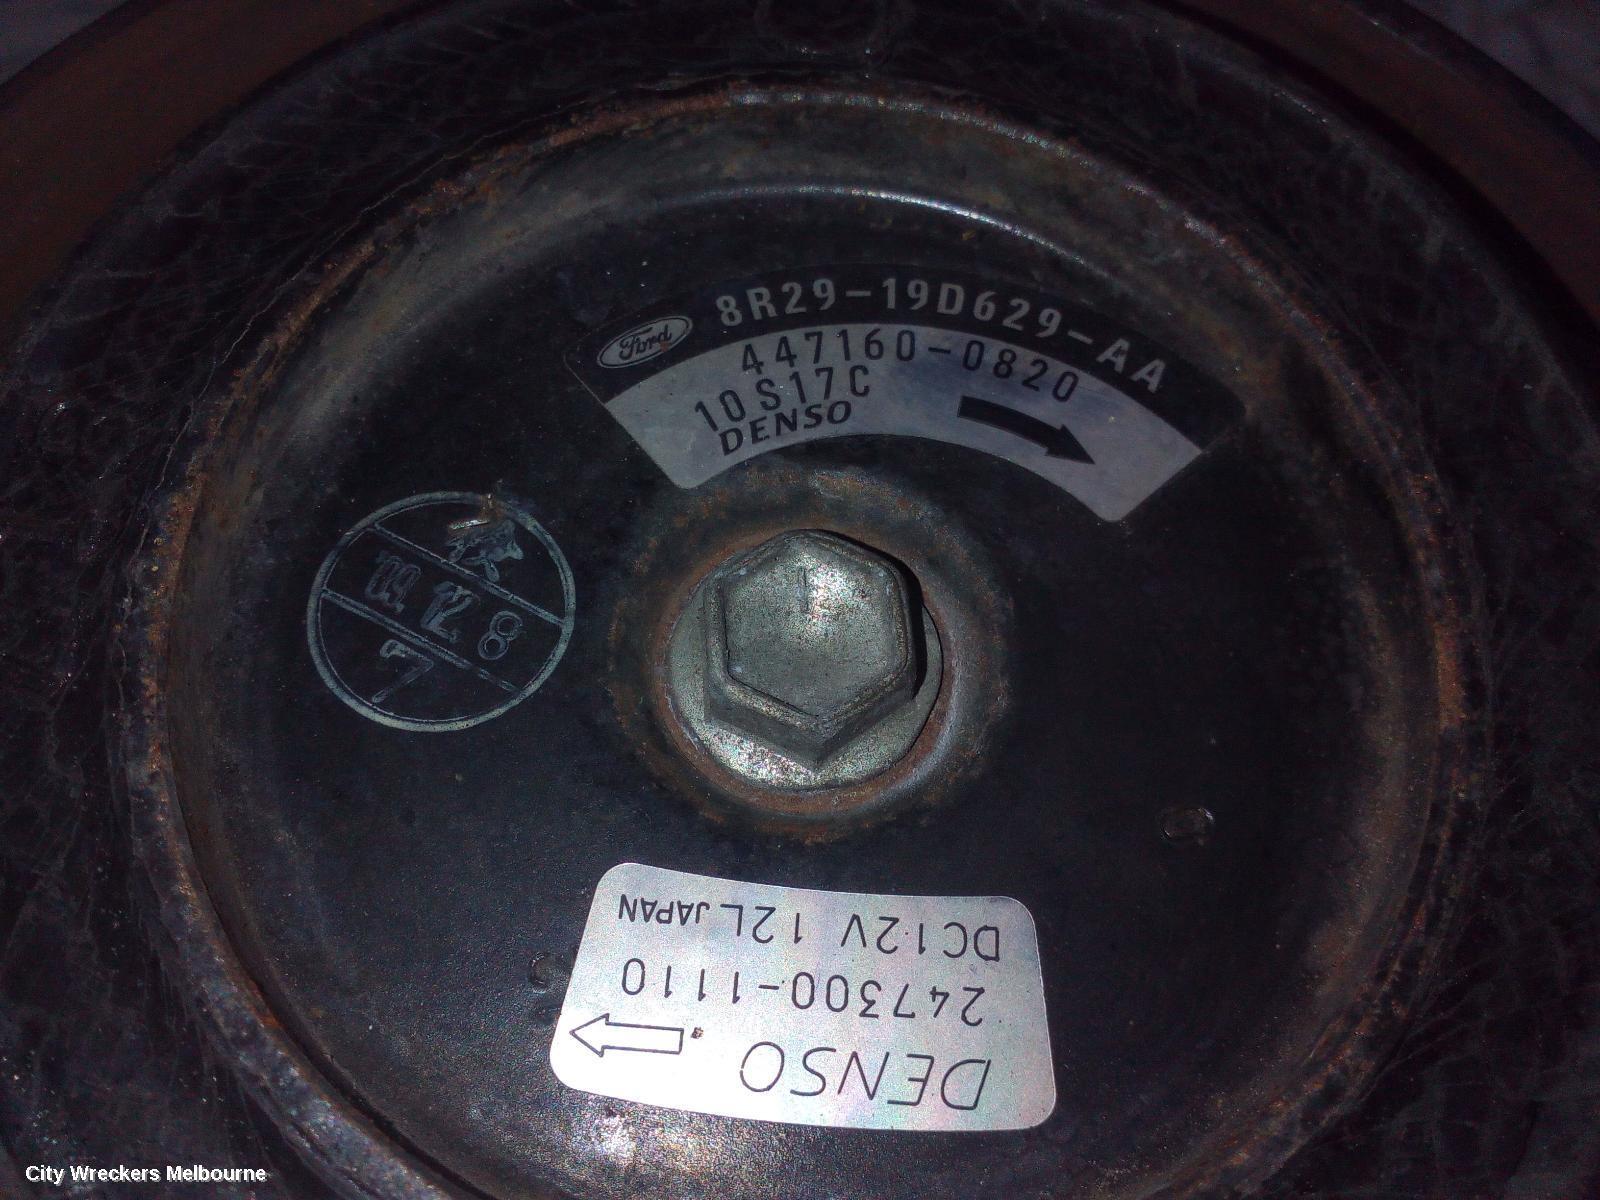 Ford 8R29-19D629-AA
447160-0820
10S17C
DENSO
'09.12.8
7
DENSO
247300-1110
DC12V 12L JAPAN
City Wreckers Melbourne